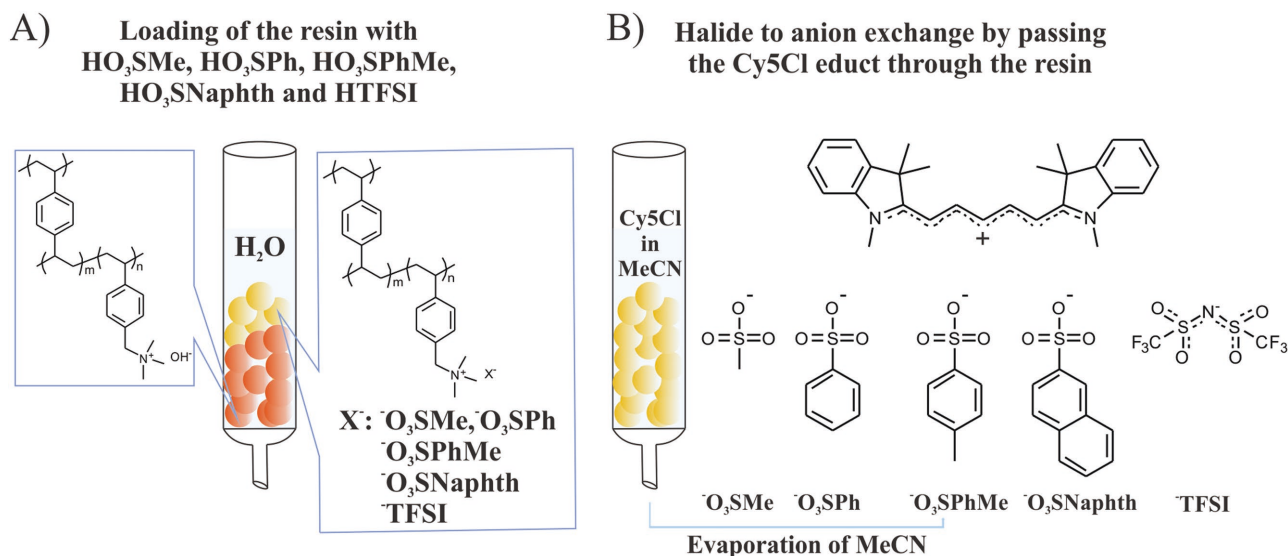 A)
Loading of the resin with
HO₃SMe, HO₃SPh, HO₃SPhMe,
HO₃SNaphth and HTFSI
m
n
N⁺
OH⁻
H₂O
m
n
N⁺
X⁻
X⁻: ⁻O₃SMe, ⁻O₃SPh
⁻O₃SPhMe
⁻O₃SNaphth
⁻TFSI
B)
Halide to anion exchange by passing
the Cy5Cl educt through the resin
Cy5Cl
in
MeCN
N
+
N
O⁻
O=S=O
O⁻
O=S=O
O⁻
O=S=O
O⁻
O=S=O
O N⁻ O
S S
F₃C O O CF₃
⁻O₃SMe ⁻O₃SPh ⁻O₃SPhMe ⁻O₃SNaphth ⁻TFSI
Evaporation of MeCN